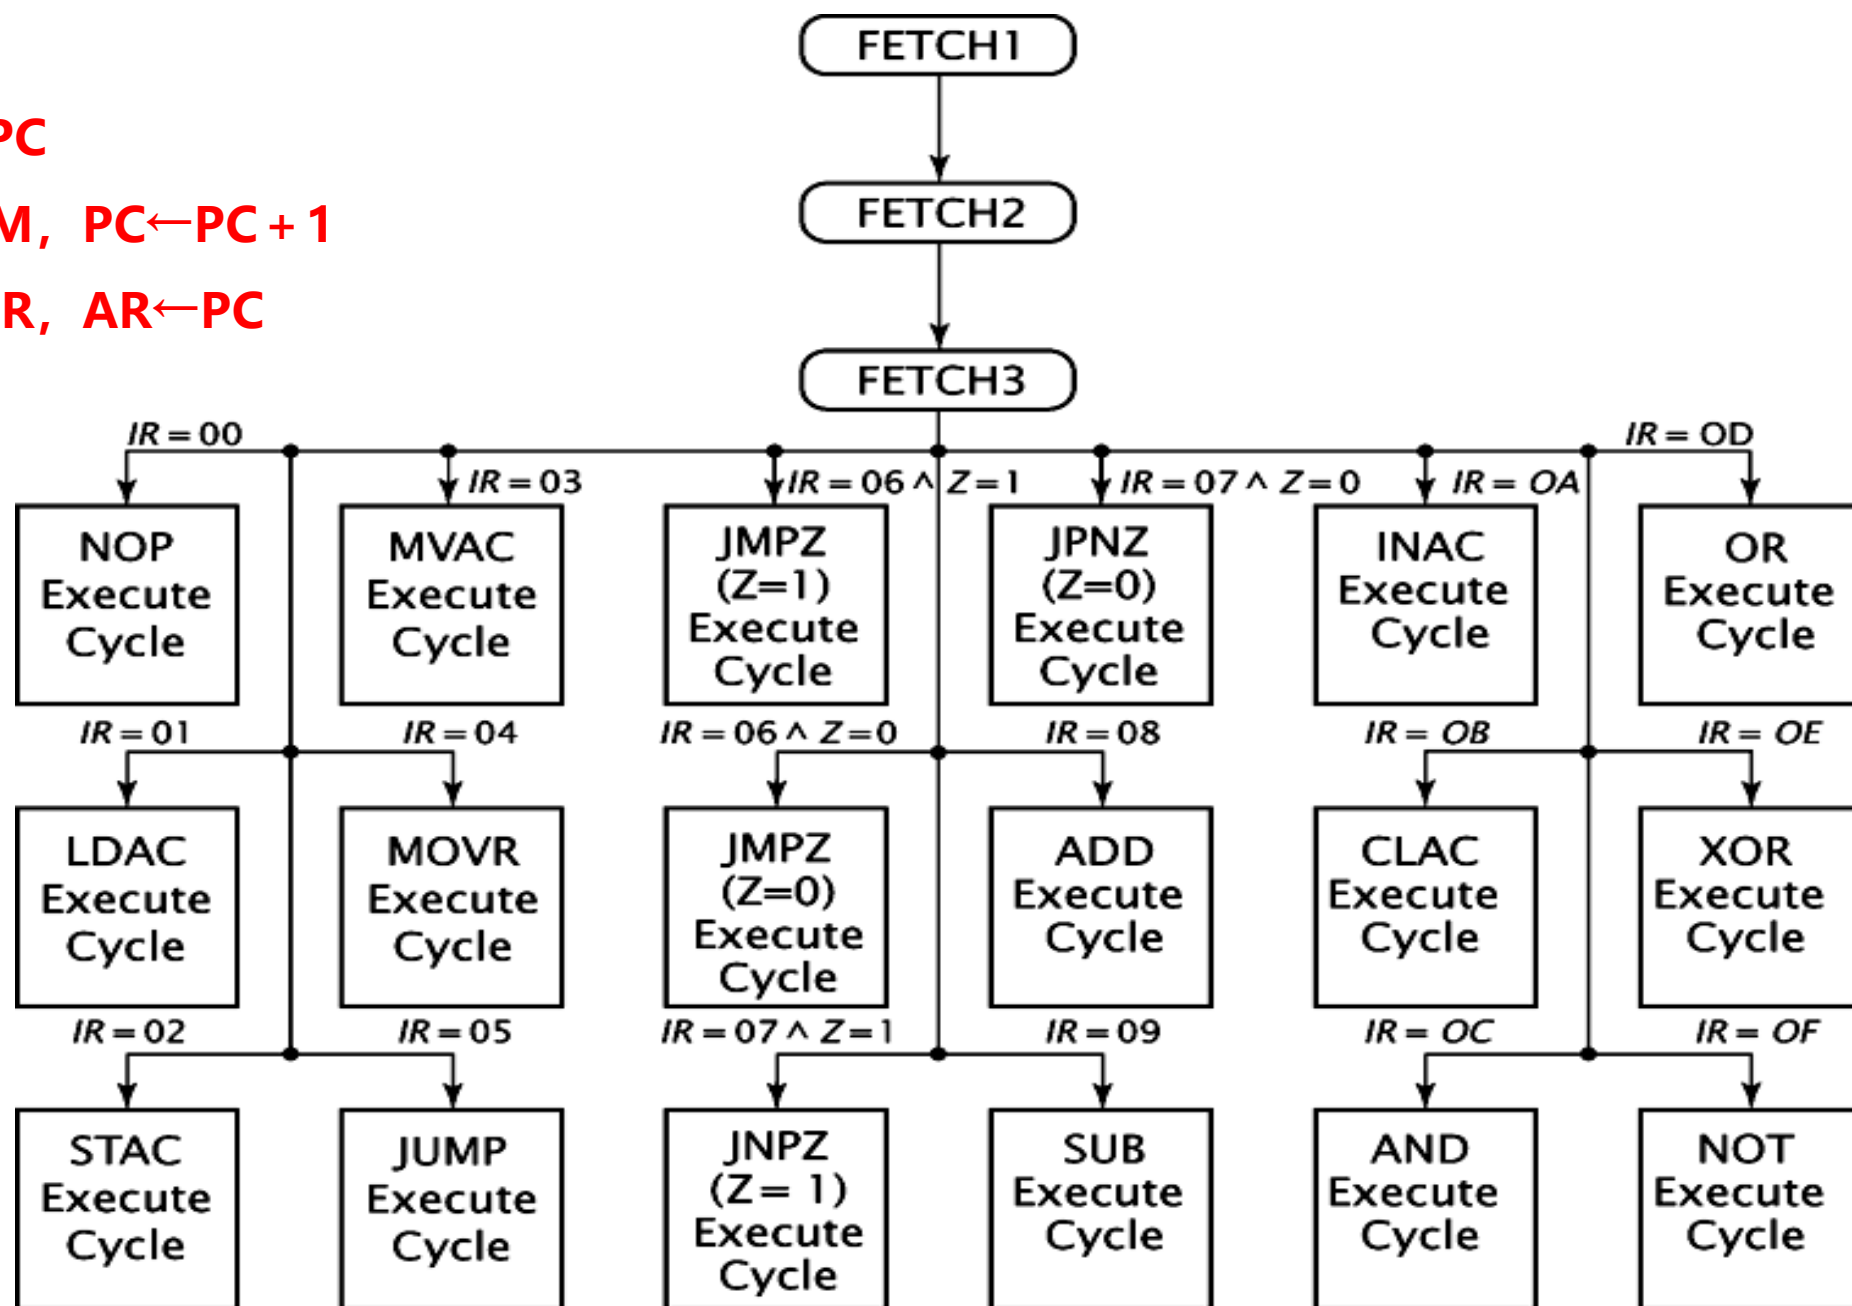 FETCH1
PC
FETCH2
M, PC←PC + 1
R, AR←PC
FETCH3
IR = 00
IR = OD
IR = 03
IR = 06 ∧ Z=1
IR = 07 ∧ Z=0
IR = OA
NOP
Execute
Cycle
MVAC
Execute
Cycle
JMPZ
(Z=1)
Execute
Cycle
JPNZ
(Z=0)
Execute
Cycle
INAC
Execute
Cycle
OR
Execute
Cycle
IR = 01
IR = 04
IR = 06 ∧ Z=0
IR = 08
IR = OB
IR = OE
LDAC
Execute
Cycle
MOVR
Execute
Cycle
JMPZ
(Z=0)
Execute
Cycle
ADD
Execute
Cycle
CLAC
Execute
Cycle
XOR
Execute
Cycle
IR = 02
IR = 05
IR = 07 ∧ Z=1
IR = 09
IR = OC
IR = OF
STAC
Execute
Cycle
JUMP
Execute
Cycle
JNPZ
(Z= 1)
Execute
Cycle
SUB
Execute
Cycle
AND
Execute
Cycle
NOT
Execute
Cycle